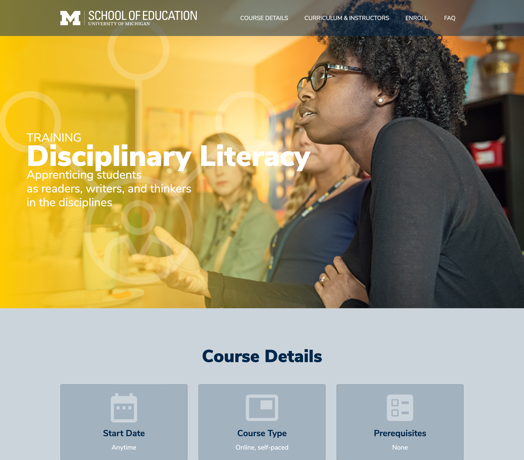 M SCHOOL OF EDUCATION
UNIVERSITY OF MICHIGAN
COURSE DETAILS CURRICULUM & INSTRUCTORS ENROLL FAQ
TRAINING
Disciplinary Literacy
Apprenticing students
as readers, writers, and thinkers
in the disciplines
Course Details
Start Date
Anytime
Course Type
Online, self-paced
Prerequisites
None